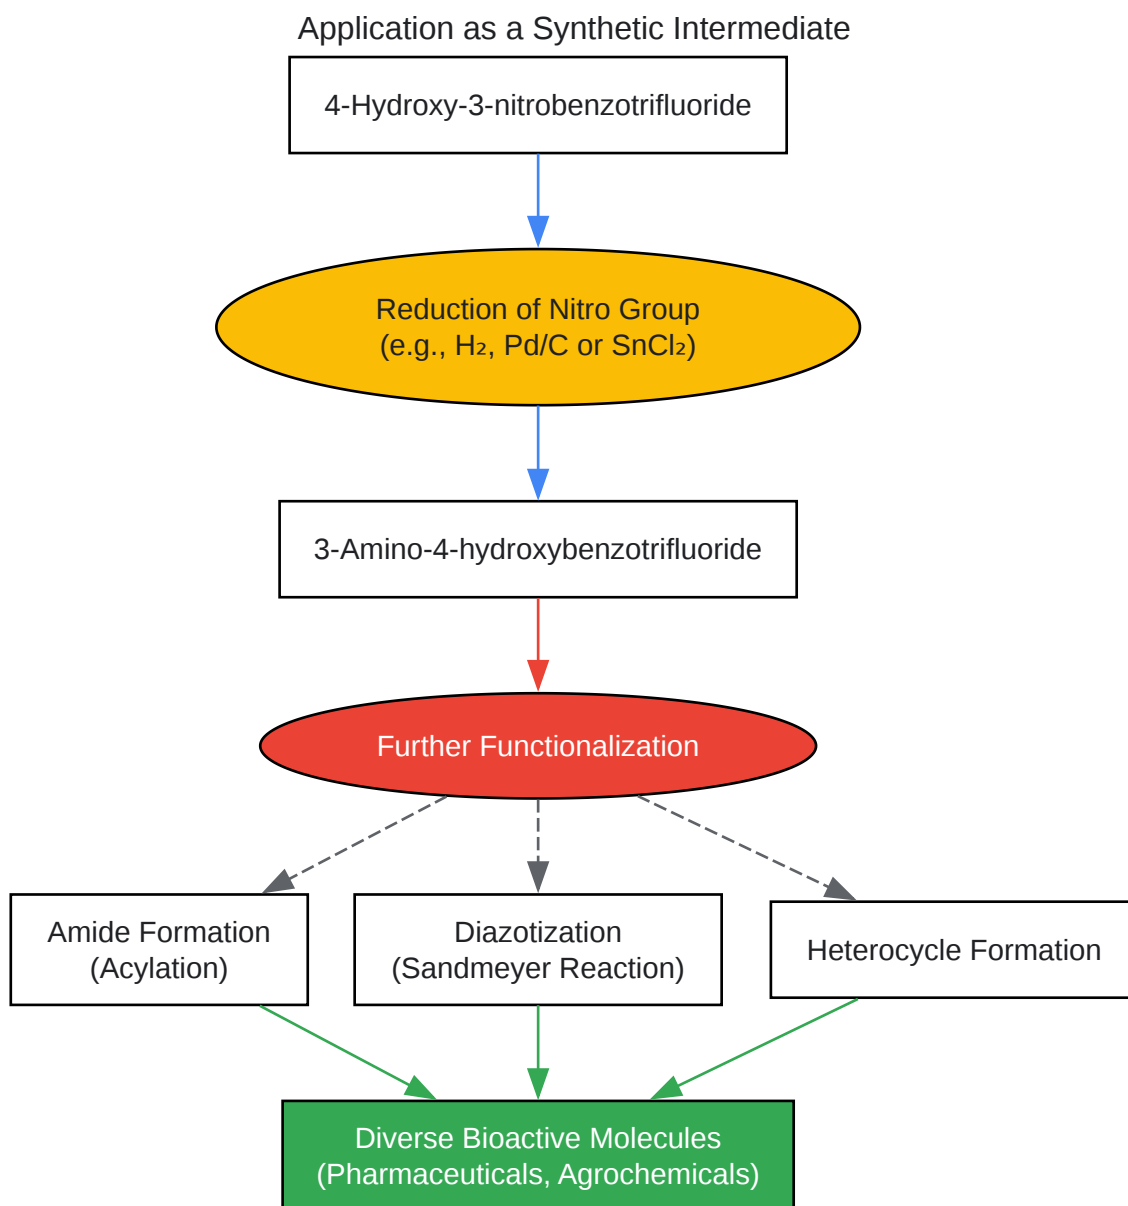 Application as a Synthetic Intermediate
4-Hydroxy-3-nitrobenzotrifluoride
Reduction of Nitro Group
(e.g., H₂, Pd/C or SnCl₂)
3-Amino-4-hydroxybenzotrifluoride
Further Functionalization
Amide Formation
(Acylation)
Diazotization
(Sandmeyer Reaction)
Heterocycle Formation
Diverse Bioactive Molecules
(Pharmaceuticals, Agrochemicals)